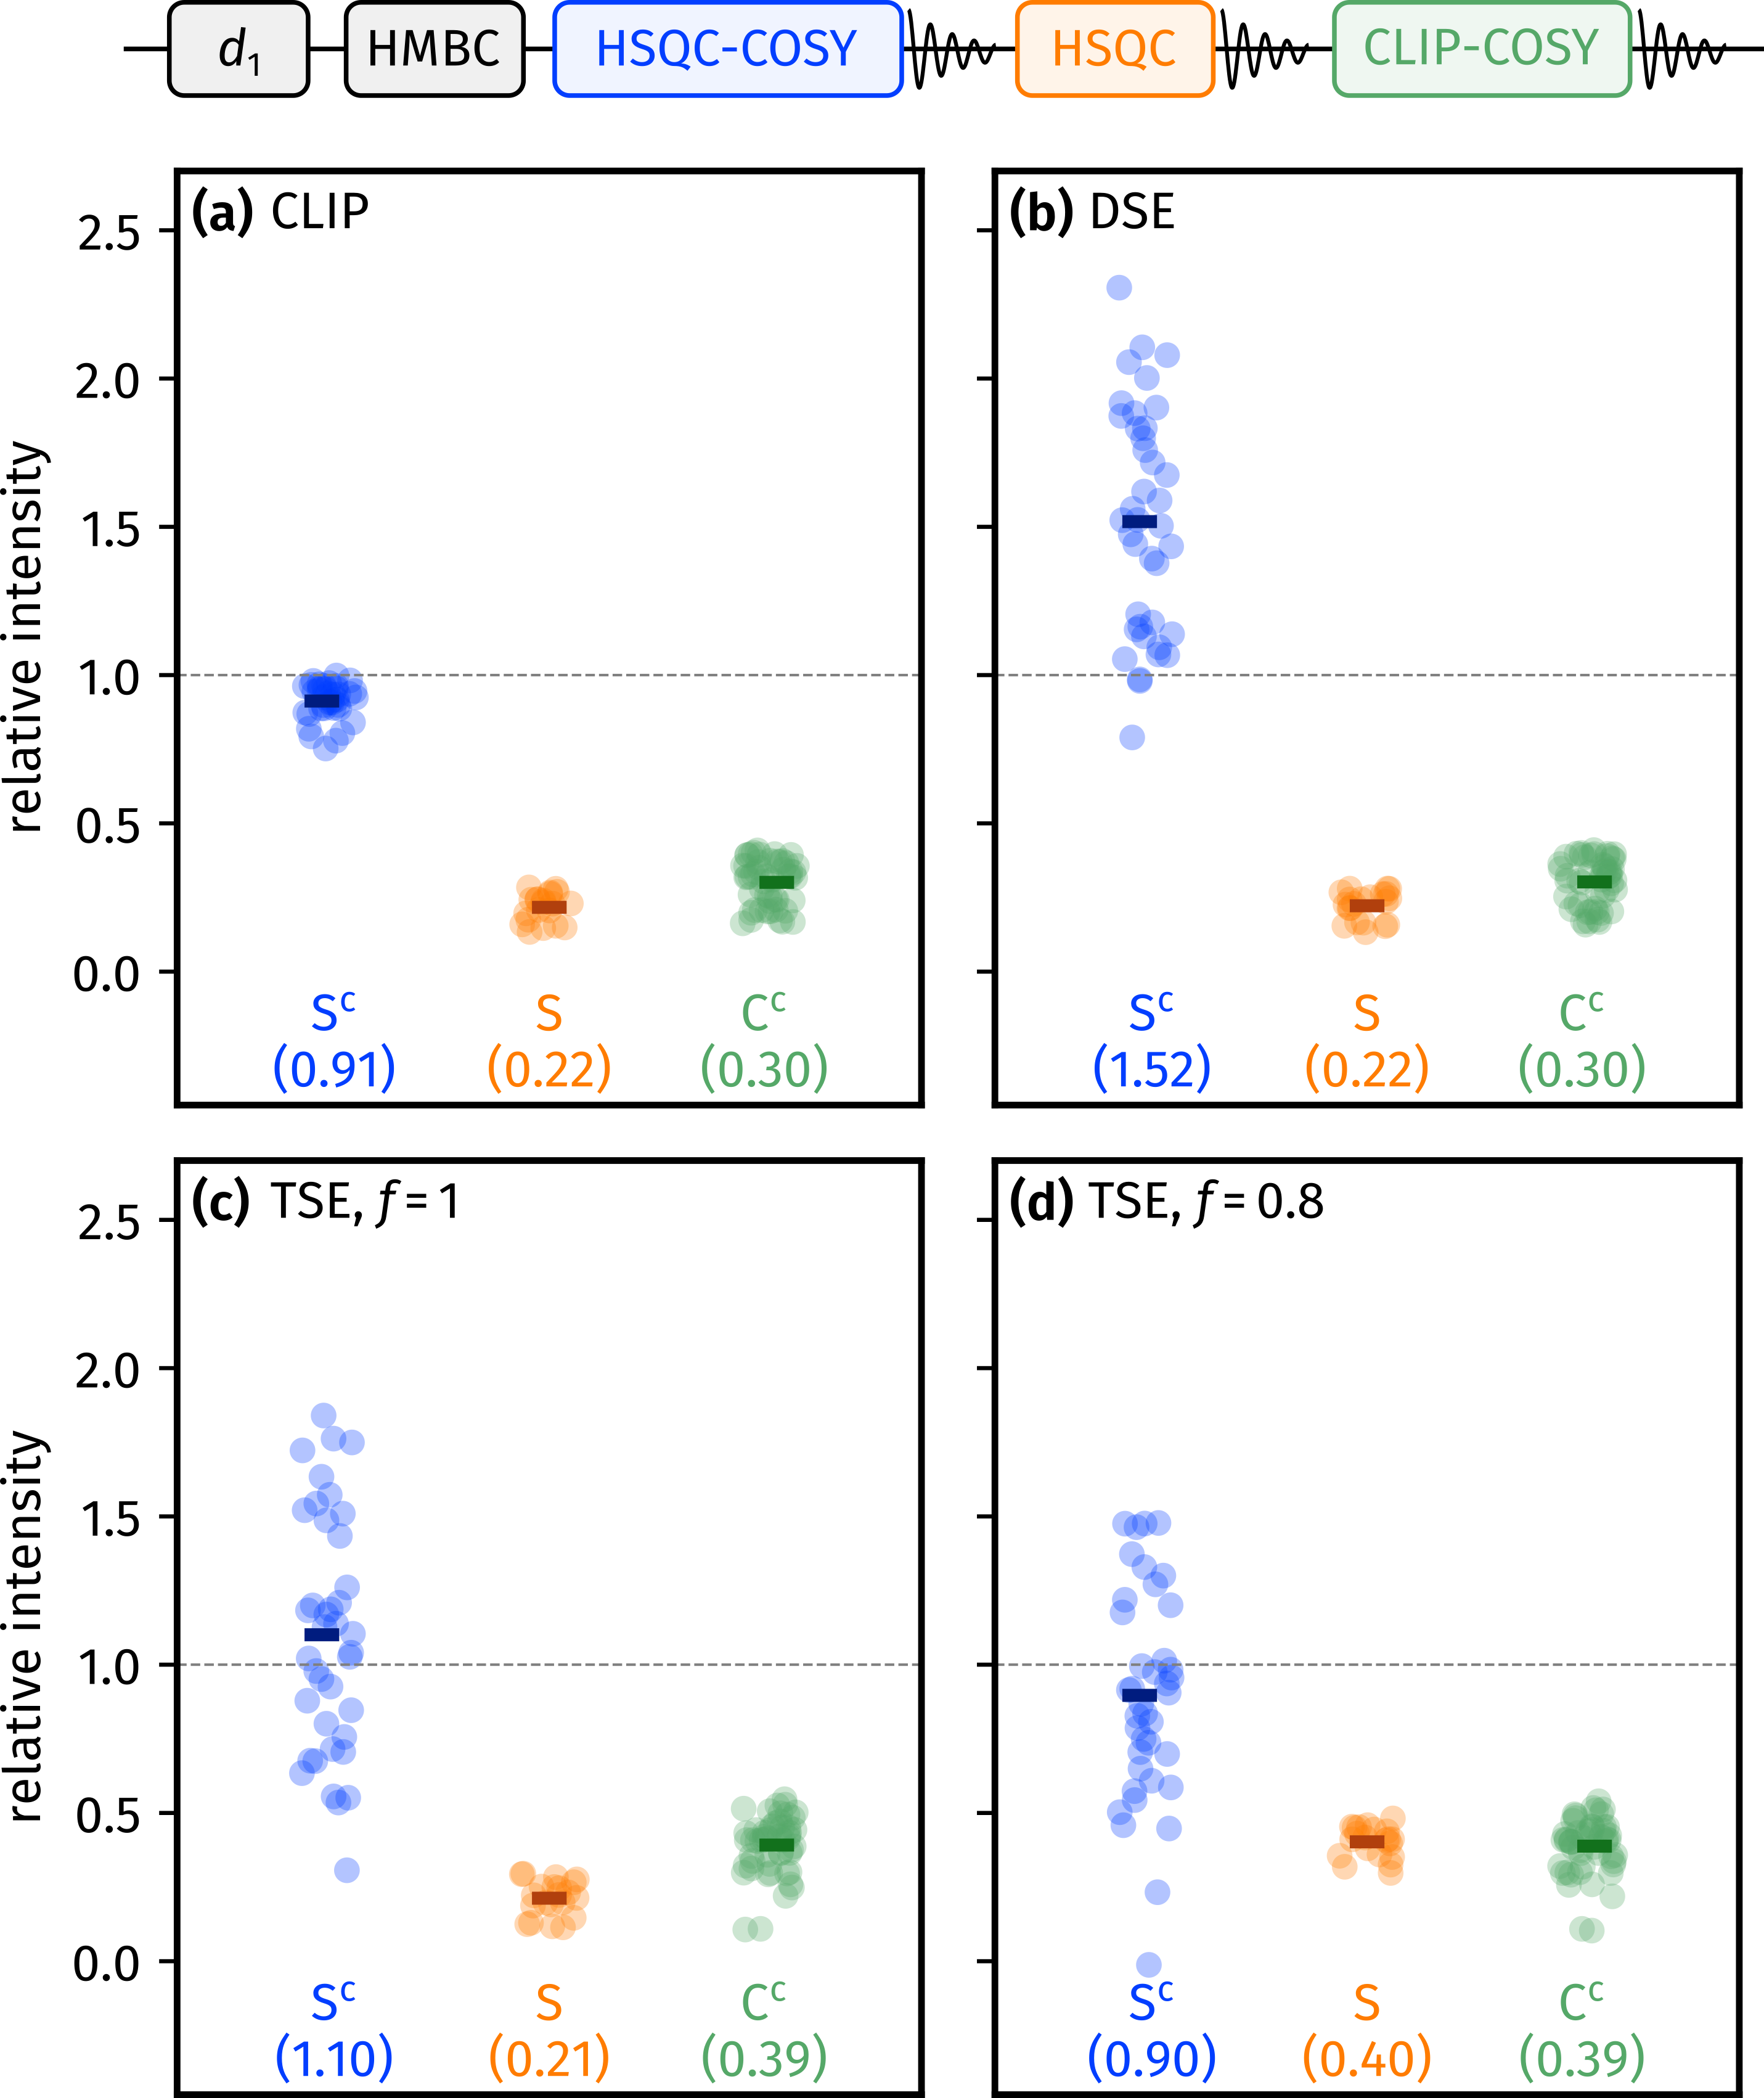 d₁ HMBC HSQC-COSY HSQC CLIP-COSY
(a) CLIP
relative intensity
2.5
2.0
1.5
1.0
0.5
0.0
Sᶜ S Cᶜ
(0.91) (0.22) (0.30)
(b) DSE
Sᶜ S Cᶜ
(1.52) (0.22) (0.30)
(c) TSE, f = 1
relative intensity
2.5
2.0
1.5
1.0
0.5
0.0
Sᶜ S Cᶜ
(1.10) (0.21) (0.39)
(d) TSE, f = 0.8
Sᶜ S Cᶜ
(0.90) (0.40) (0.39)